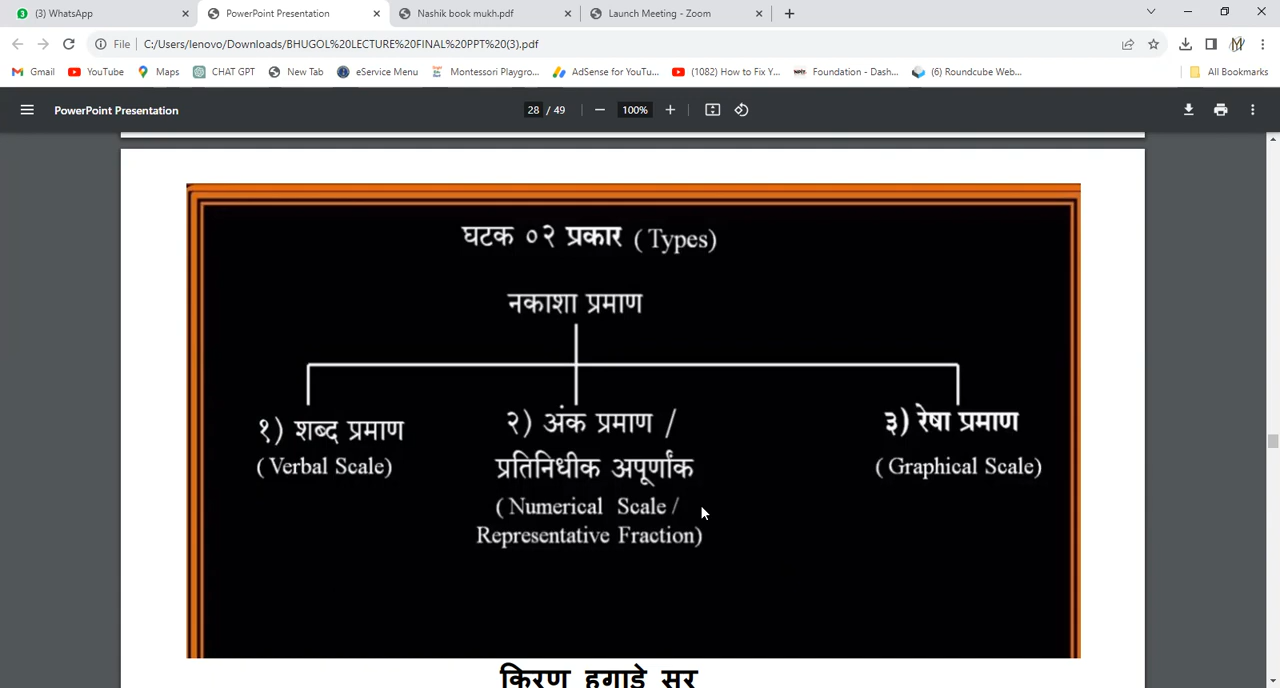 (3) WhatsApp
PowerPoint Presentation
Nashik book mukh.pdf
Launch Meeting - Zoom
File
C:/Users/lenovo/Downloads/BHUGOL%20LECTURE%20FINAL%20PPT%20(3).pdf
Gmail
YouTube
Maps
CHAT GPT
New Tab
eService Menu
Montessori Playgro...
AdSense for YouTu...
(1082) How to Fix Y...
Foundation - Dash...
(6) Roundcube Web...
All Bookmarks
PowerPoint Presentation
28 / 49
100%
घटक ०२ प्रकार ( Types)
नकाशा प्रमाण
१) शब्द प्रमाण
( Verbal Scale)
२) अंक प्रमाण /
प्रतिनिधीक अपूर्णांक
( Numerical Scale /
Representative Fraction)
३) रेषा प्रमाण
( Graphical Scale)
किरण हगाडे सर